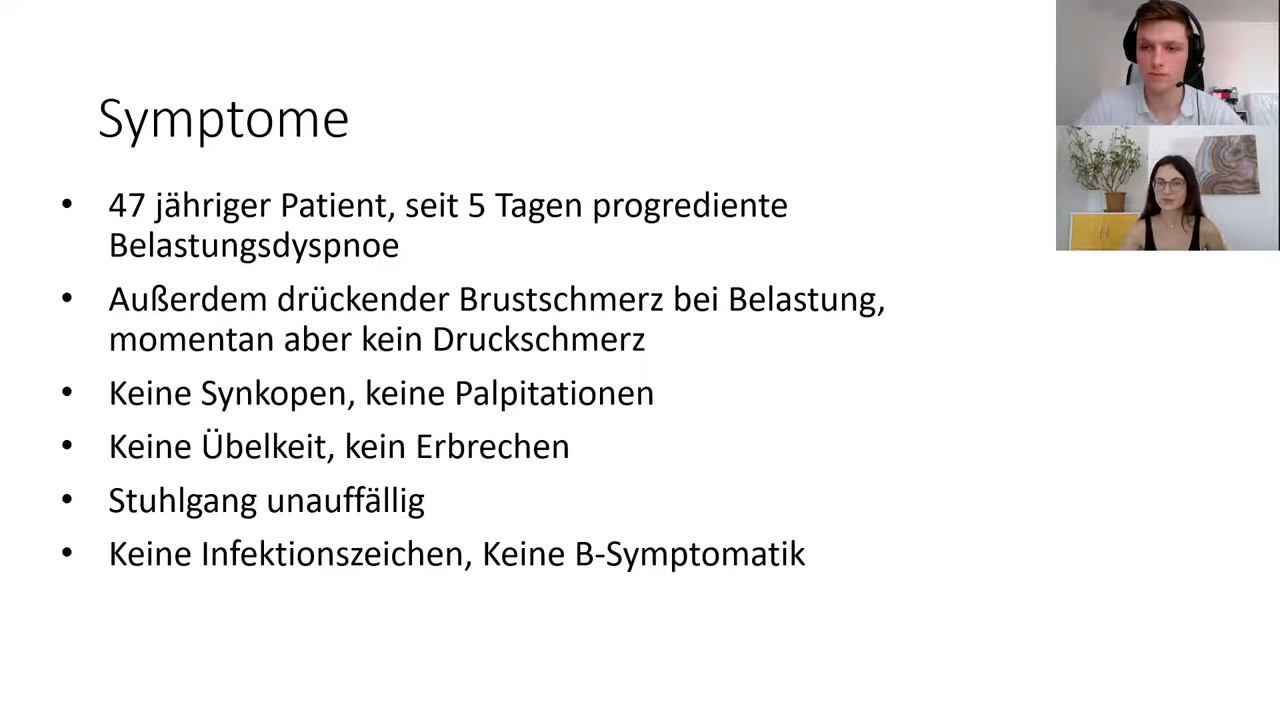 Symptome
• 47 jähriger Patient, seit 5 Tagen progrediente
Belastungsdyspnoe
• Außerdem drückender Brustschmerz bei Belastung,
momentan aber kein Druckschmerz
• Keine Synkopen, keine Palpitationen
• Keine Übelkeit, kein Erbrechen
• Stuhlgang unauffällig
• Keine Infektionszeichen, Keine B-Symptomatik